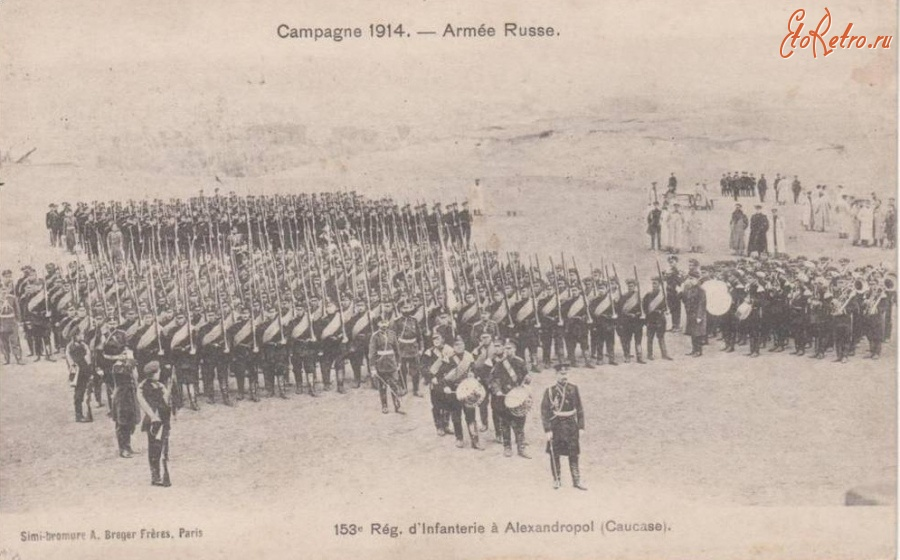 Campagne 1914. — Armée Russe.
EtoRetro.ru
153e Rég. d'Infanterie à Alexandropol (Caucase).
Simi-bromure A. Breger Frères, Paris